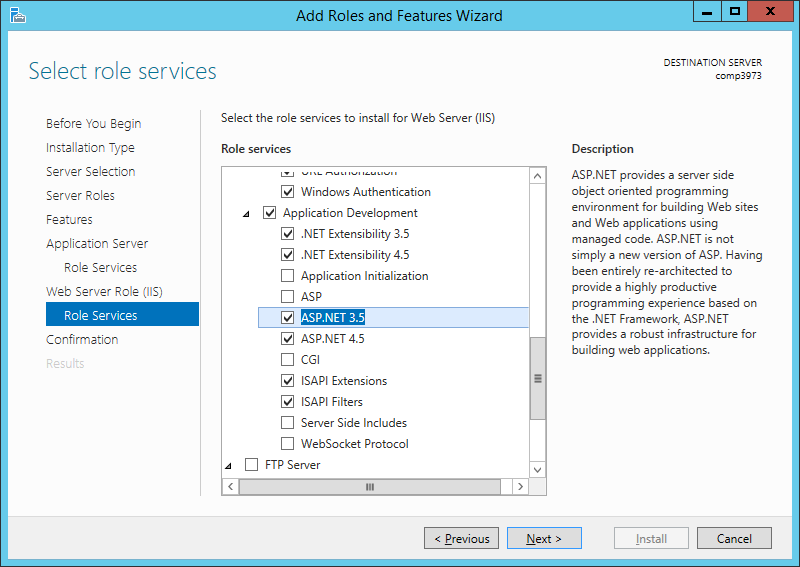 Add Roles and Features Wizard
Select role services
DESTINATION SERVER
comp3973
Before You Begin
Installation Type
Server Selection
Server Roles
Features
Application Server
Role Services
Web Server Role (IIS)
Role Services
Confirmation
Results
Select the role services to install for Web Server (IIS)
Role services
URL Authorization
Windows Authentication
Application Development
.NET Extensibility 3.5
.NET Extensibility 4.5
Application Initialization
ASP
ASP.NET 3.5
ASP.NET 4.5
CGI
ISAPI Extensions
ISAPI Filters
Server Side Includes
WebSocket Protocol
FTP Server
Description
ASP.NET provides a server side
object oriented programming
environment for building Web sites
and Web applications using
managed code. ASP.NET is not
simply a new version of ASP. Having
been entirely re-architected to
provide a highly productive
programming experience based on
the .NET Framework, ASP.NET
provides a robust infrastructure for
building web applications.
< Previous
Next >
Install
Cancel